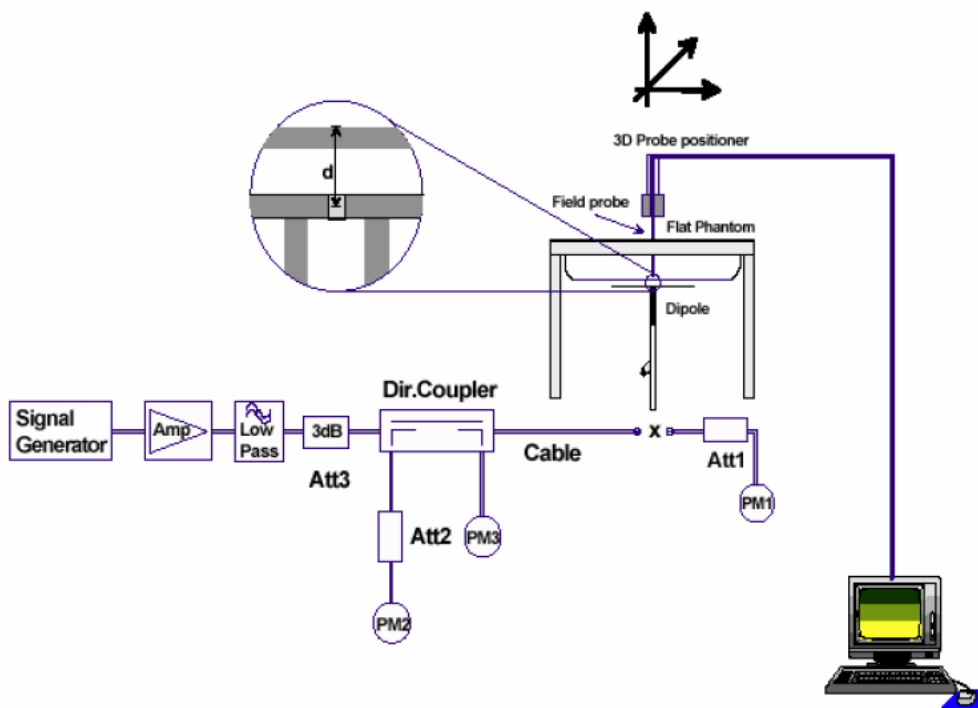 3D Probe positioner
d
Field probe
Flat Phantom
Dipole
Dir.Coupler
Signal
Generator
Amp
Low
Pass
3dB
Att3
Cable
x
Att1
PM1
Att2
PM3
PM2